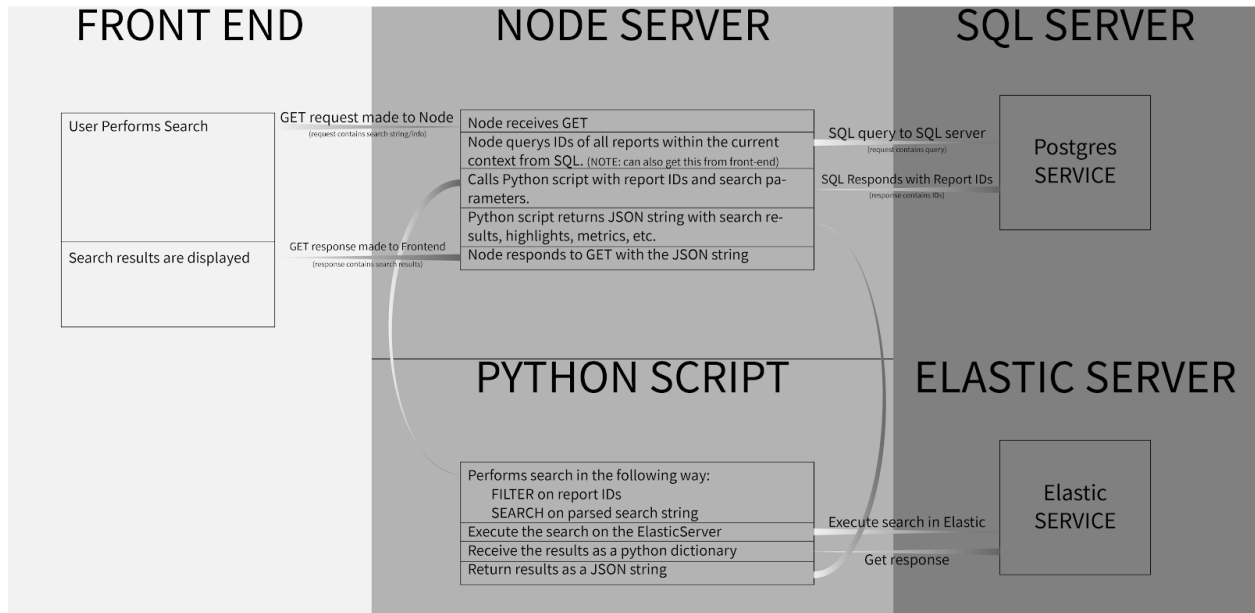 FRONT END
NODE SERVER
SQL SERVER
User Performs Search
GET request made to Node
(request contains search string/info)
Node receives GET
Node querys IDs of all reports within the current
context from SQL. (NOTE: can also get this from front-end)
Calls Python script with report IDs and search pa-
rameters.
Python script returns JSON string with search re-
sults, highlights, metrics, etc.
Node responds to GET with the JSON string
SQL query to SQL server
(request contains query)
SQL Responds with Report IDs
(response contains IDs)
Postgres
SERVICE
GET response made to Frontend
(response contains search results)
Search results are displayed
PYTHON SCRIPT
ELASTIC SERVER
Performs search in the following way:
FILTER on report IDs
SEARCH on parsed search string
Execute the search on the ElasticServer
Receive the results as a python dictionary
Return results as a JSON string
Execute search in Elastic
Get response
Elastic
SERVICE